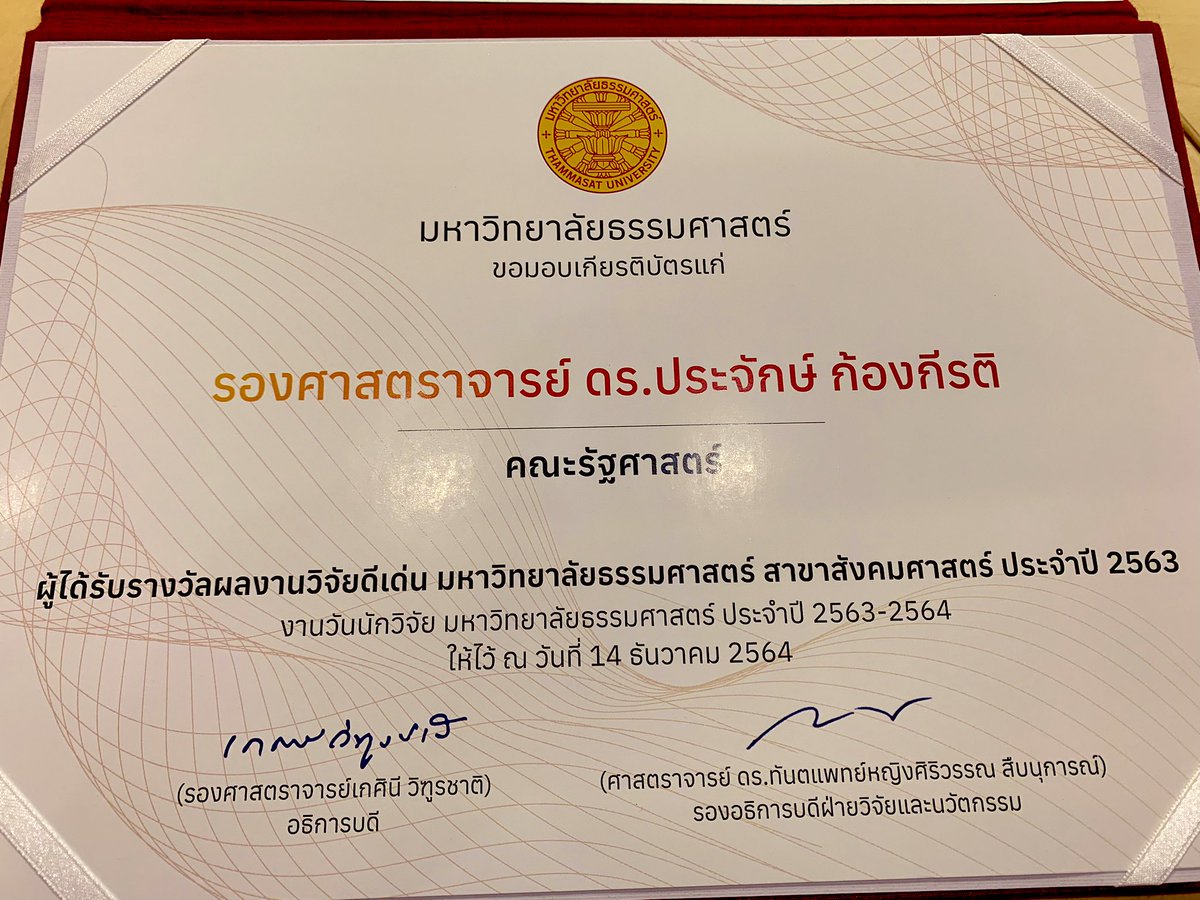 มหาวิทยาลัยธรรมศาสตร์
THAMMASAT UNIVERSITY
มหาวิทยาลัยธรรมศาสตร์
ขอมอบเกียรติบัตรแก่
รองศาสตราจารย์ ดร.ประจักษ์ ก้องกีรติ
คณะรัฐศาสตร์
ผู้ได้รับรางวัลผลงานวิจัยดีเด่น มหาวิทยาลัยธรรมศาสตร์ สาขาสังคมศาสตร์ ประจำปี 2563
งานวันนักวิจัย มหาวิทยาลัยธรรมศาสตร์ ประจำปี 2563-2564
ให้ไว้ ณ วันที่ 14 ธันวาคม 2564
(รองศาสตราจารย์เกศินี วิฑูรชาติ)
อธิการบดี
(ศาสตราจารย์ ดร.ทันตแพทย์หญิงศิริวรรณ สืบนุการณ์)
รองอธิการบดีฝ่ายวิจัยและนวัตกรรม